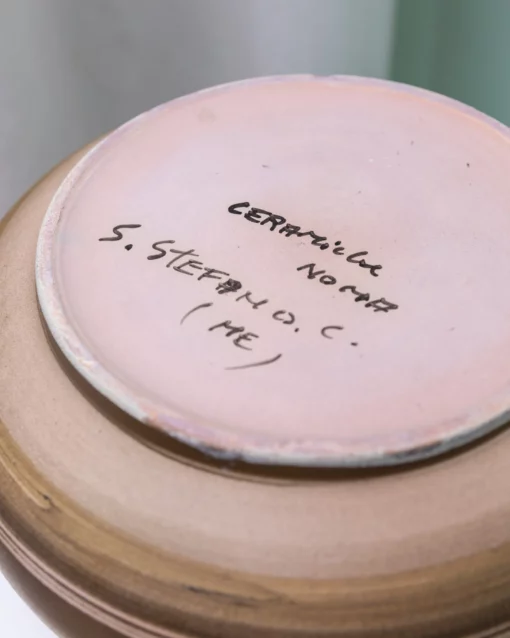 CERAMiche
NOMA
S. STEFANO. C.
(ME)